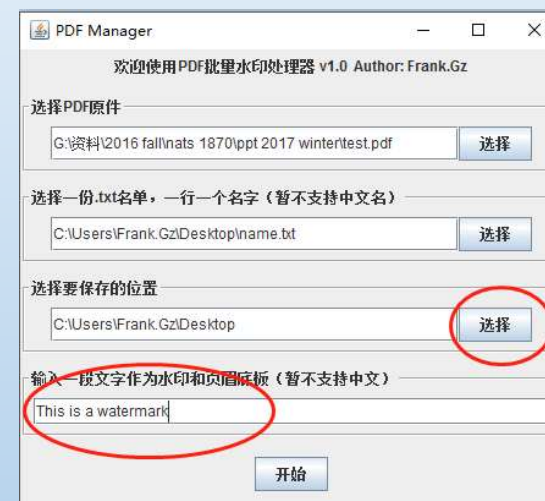 PDF Manager
欢迎使用PDF批量水印处理器 v1.0 Author: Frank.Gz
选择PDF原件
G:\资料\2016 fall\nats 1870\ppt 2017 winter\test.pdf
选择
选择一份.txt名单，一行一个名字（暂不支持中文名）
C:\Users\Frank.Gz\Desktop\name.txt
选择
选择要保存的位置
C:\Users\Frank.Gz\Desktop
选择
输入一段文字作为水印和页眉底板（暂不支持中文）
This is a watermark
开始